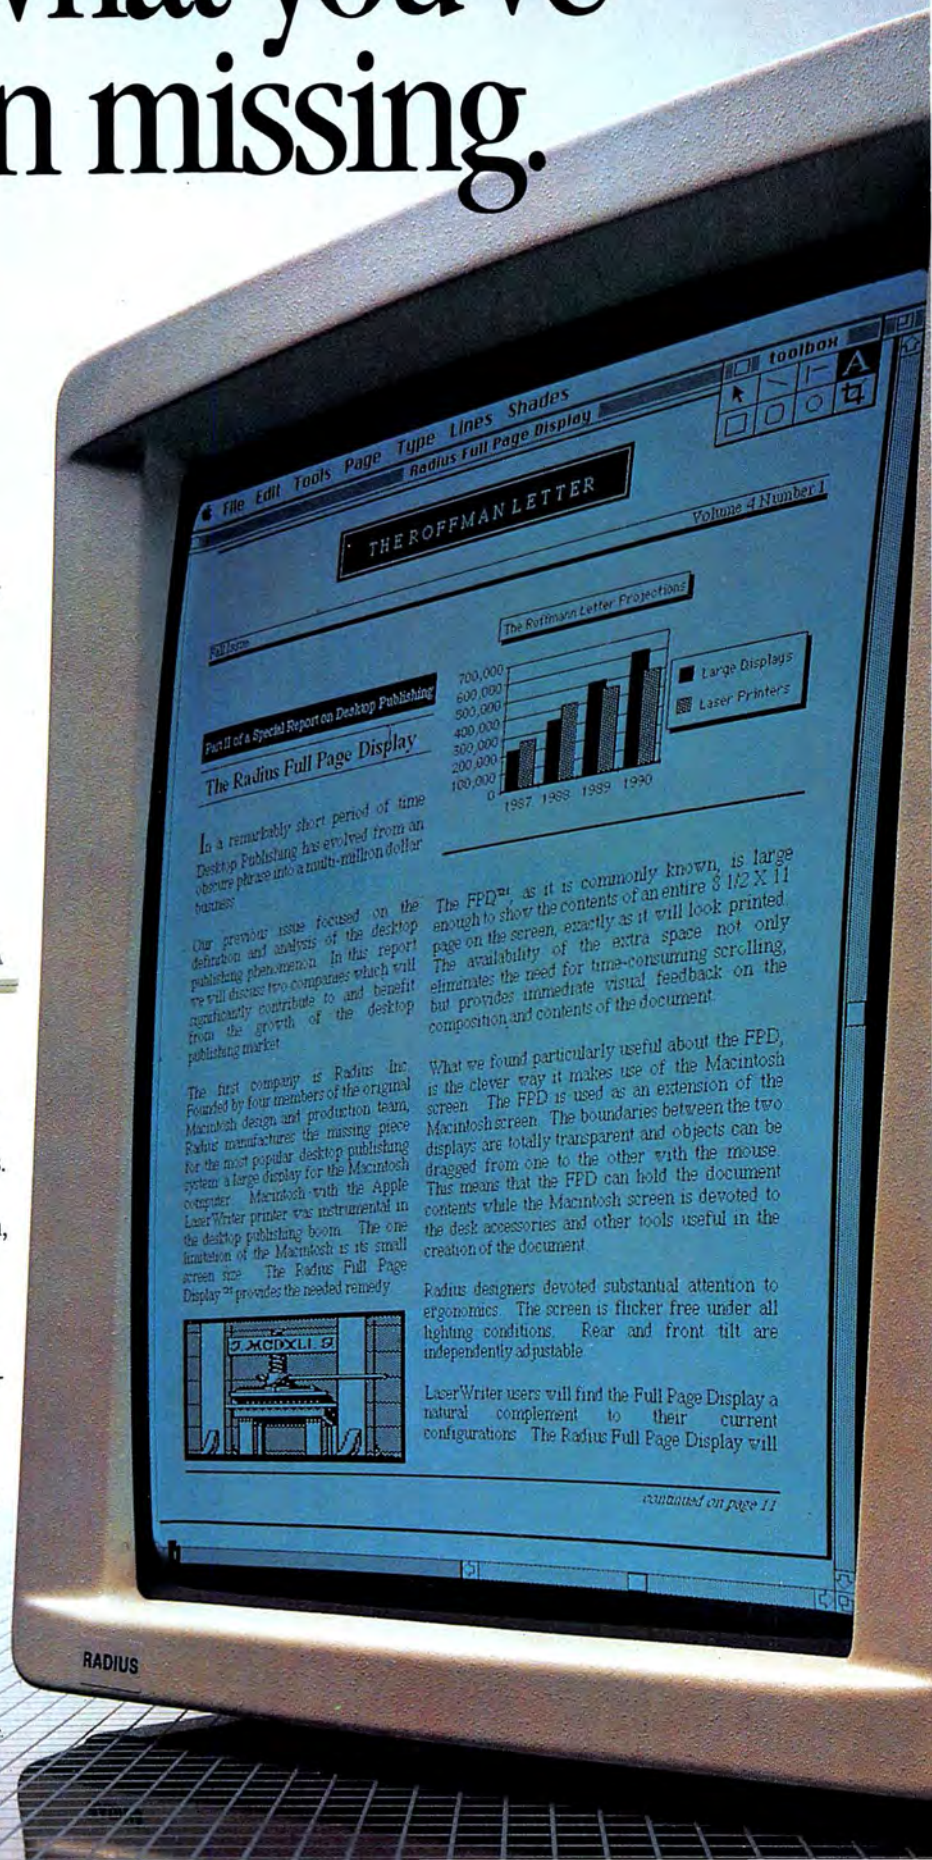 what you've
n missing.
File Edit Tools Page Type Lines Shades
Radius Full Page Display
toolbox
A
THE ROFFMAN LETTER
Volume 4 Number 1
Fall Issue
Part II of a Special Report on Desktop Publishing
The Radius Full Page Display
In a remarkably short period of time
Desktop Publishing has evolved from an
obscure phrase into a multi-million dollar
business.
Our previous issue focused on the
definition and analysis of the desktop
publishing phenomenon. In this report
we will discuss two companies which will
significantly contribute to and benefit
from the growth of the desktop
publishing market.
The first company is Radius Inc.
Founded by four members of the original
Macintosh design and production team,
Radius manufactures the missing piece
for the most popular desktop publishing
system: a large display for the Macintosh
computer. Macintosh with the Apple
LaserWriter printer was instrumental in
the desktop publishing boom. The one
limitation of the Macintosh is its small
screen size. The Radius Full Page
Display™ provides the needed remedy.
J. MCDXLI. G
The Roffmann Letter Projections
700,000
600,000
500,000
400,000
300,000
200,000
100,000
0
1987 1988 1989 1990
Large Displays
Laser Printers
The FPD™, as it is commonly known, is large
enough to show the contents of an entire 8 1/2 X 11
page on the screen, exactly as it will look printed.
The availability of the extra space not only
eliminates the need for time-consuming scrolling,
but provides immediate visual feedback on the
composition and contents of the document.
What we found particularly useful about the FPD,
is the clever way it makes use of the Macintosh
screen. The FPD is used as an extension of the
Macintosh screen. The boundaries between the two
displays are totally transparent and objects can be
dragged from one to the other with the mouse.
This means that the FPD can hold the document
contents while the Macintosh screen is devoted to
the desk accessories and other tools useful in the
creation of the document.
Radius designers devoted substantial attention to
ergonomics. The screen is flicker free under all
lighting conditions. Rear and front tilt are
independently adjustable.
LaserWriter users will find the Full Page Display a
natural complement to their current
configurations. The Radius Full Page Display will
continued on page 11
RADIUS